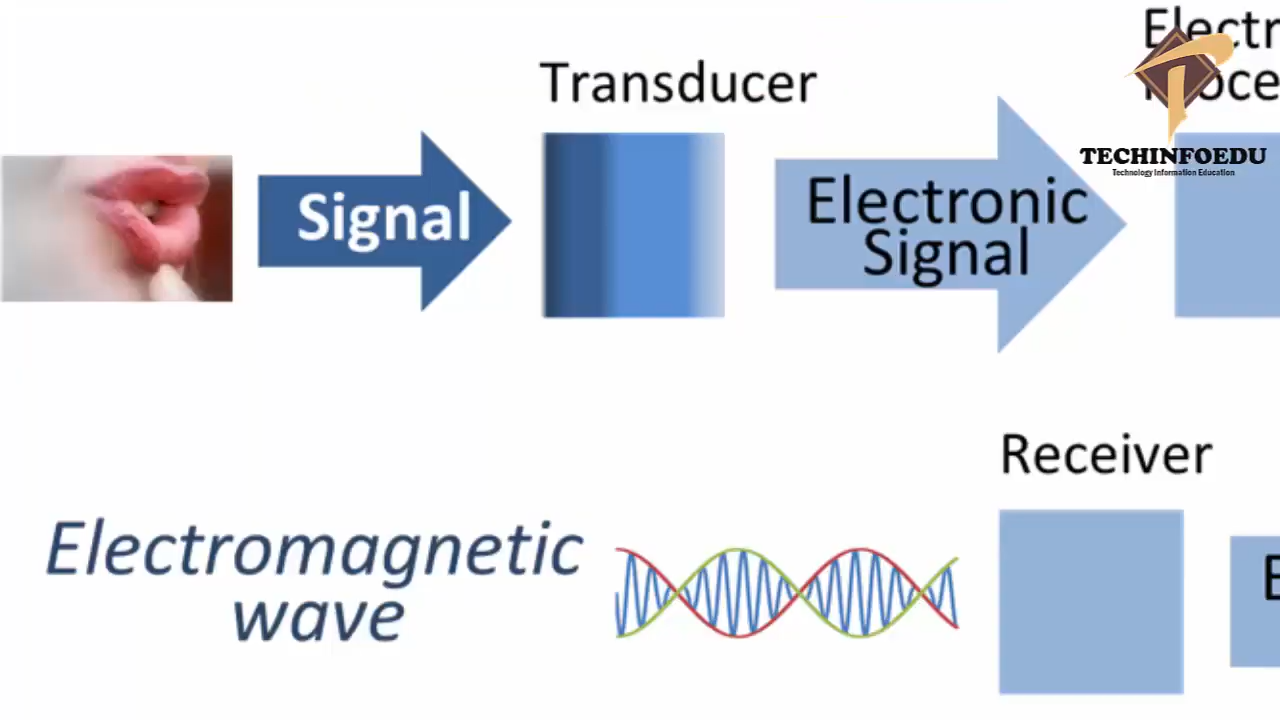 Transducer
Signal
Electronic
Signal
TECHINFOEDU
Technology Information Education
Receiver
Electromagnetic
wave